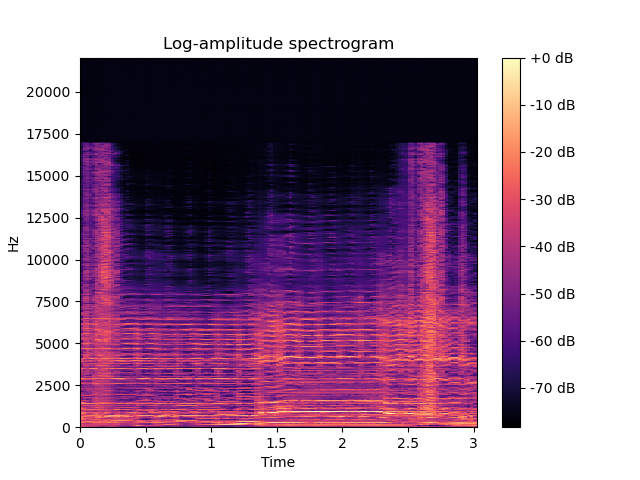 Log-amplitude spectrogram
+0 dB
20000
-10 dB
17500
-20 dB
15000
-30 dB
12500
Hz
-40 dB
10000
-50 dB
7500
5000
-60 dB
2500
-70 dB
0
0 0.5 1 1.5 2 2.5 3
Time